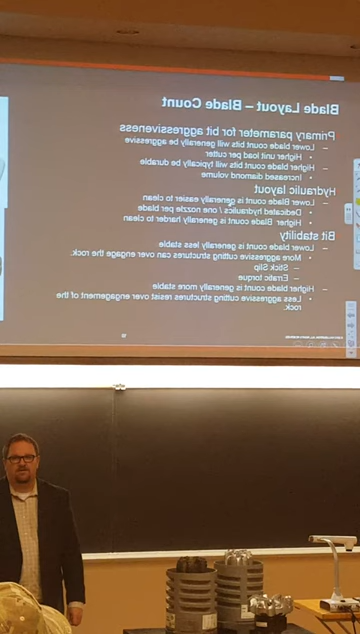 Blade Layout – Blade Count
Primary parameter for bit aggressiveness
– Lower blade count bits will generally be aggressive
• Higher unit load per cutter
– Higher blade count bits will typically be durable
• Increased diamond volume
Hydraulic layout
– Lower Blade count is generally easier to clean
• Dedicated hydraulics / one nozzle per blade
• Higher Blade count is generally harder to clean
Bit stability
– Lower blade count is generally less stable
• More aggressive cutting structures can over engage the rock.
– Stick Slip
– Erratic torque
– Higher blade count is generally more stable
• Less aggressive cutting structures resist over engagement of the
rock.